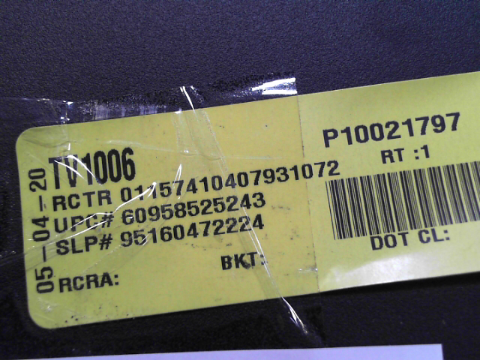 05-04-20
TV1006
RCTR 01157410407931072
UPC# 60958525243
SLP# 95160472224
RCRA:
BKT:
P10021797
RT :1
DOT CL: